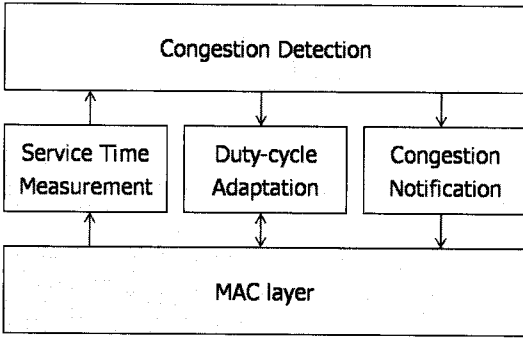 Congestion Detection
Service Time
Measurement
Duty-cycle
Adaptation
Congestion
Notification
MAC layer